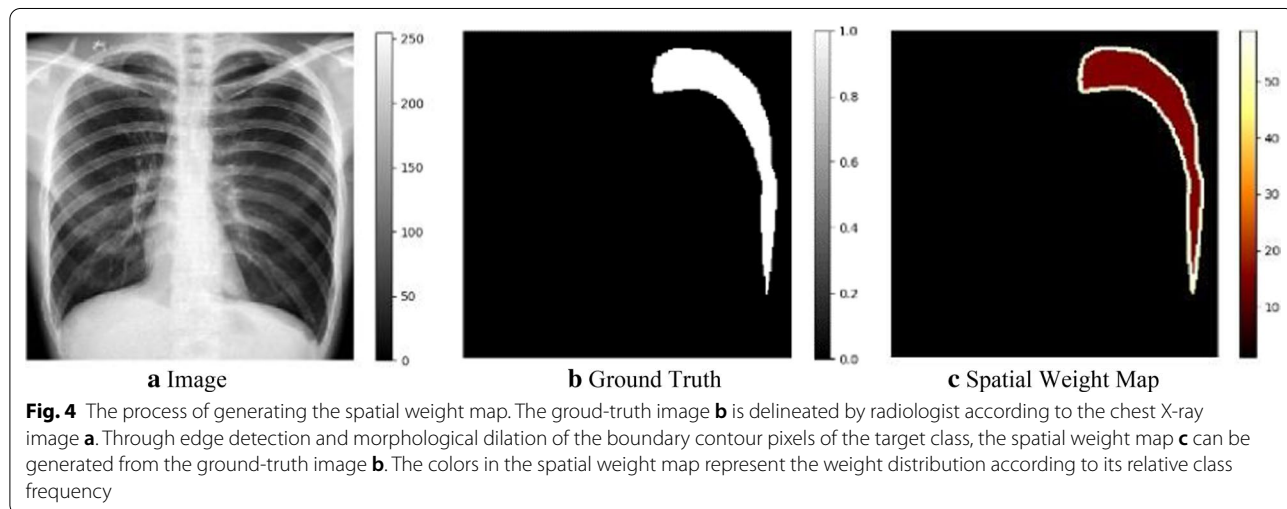 250
200
150
100
50
0
1.0
0.8
0.6
0.4
0.2
0.0
50
40
30
20
10
a Image
b Ground Truth
c Spatial Weight Map
Fig. 4 The process of generating the spatial weight map. The groud-truth image b is delineated by radiologist according to the chest X-ray
image a. Through edge detection and morphological dilation of the boundary contour pixels of the target class, the spatial weight map c can be
generated from the ground-truth image b. The colors in the spatial weight map represent the weight distribution according to its relative class
frequency